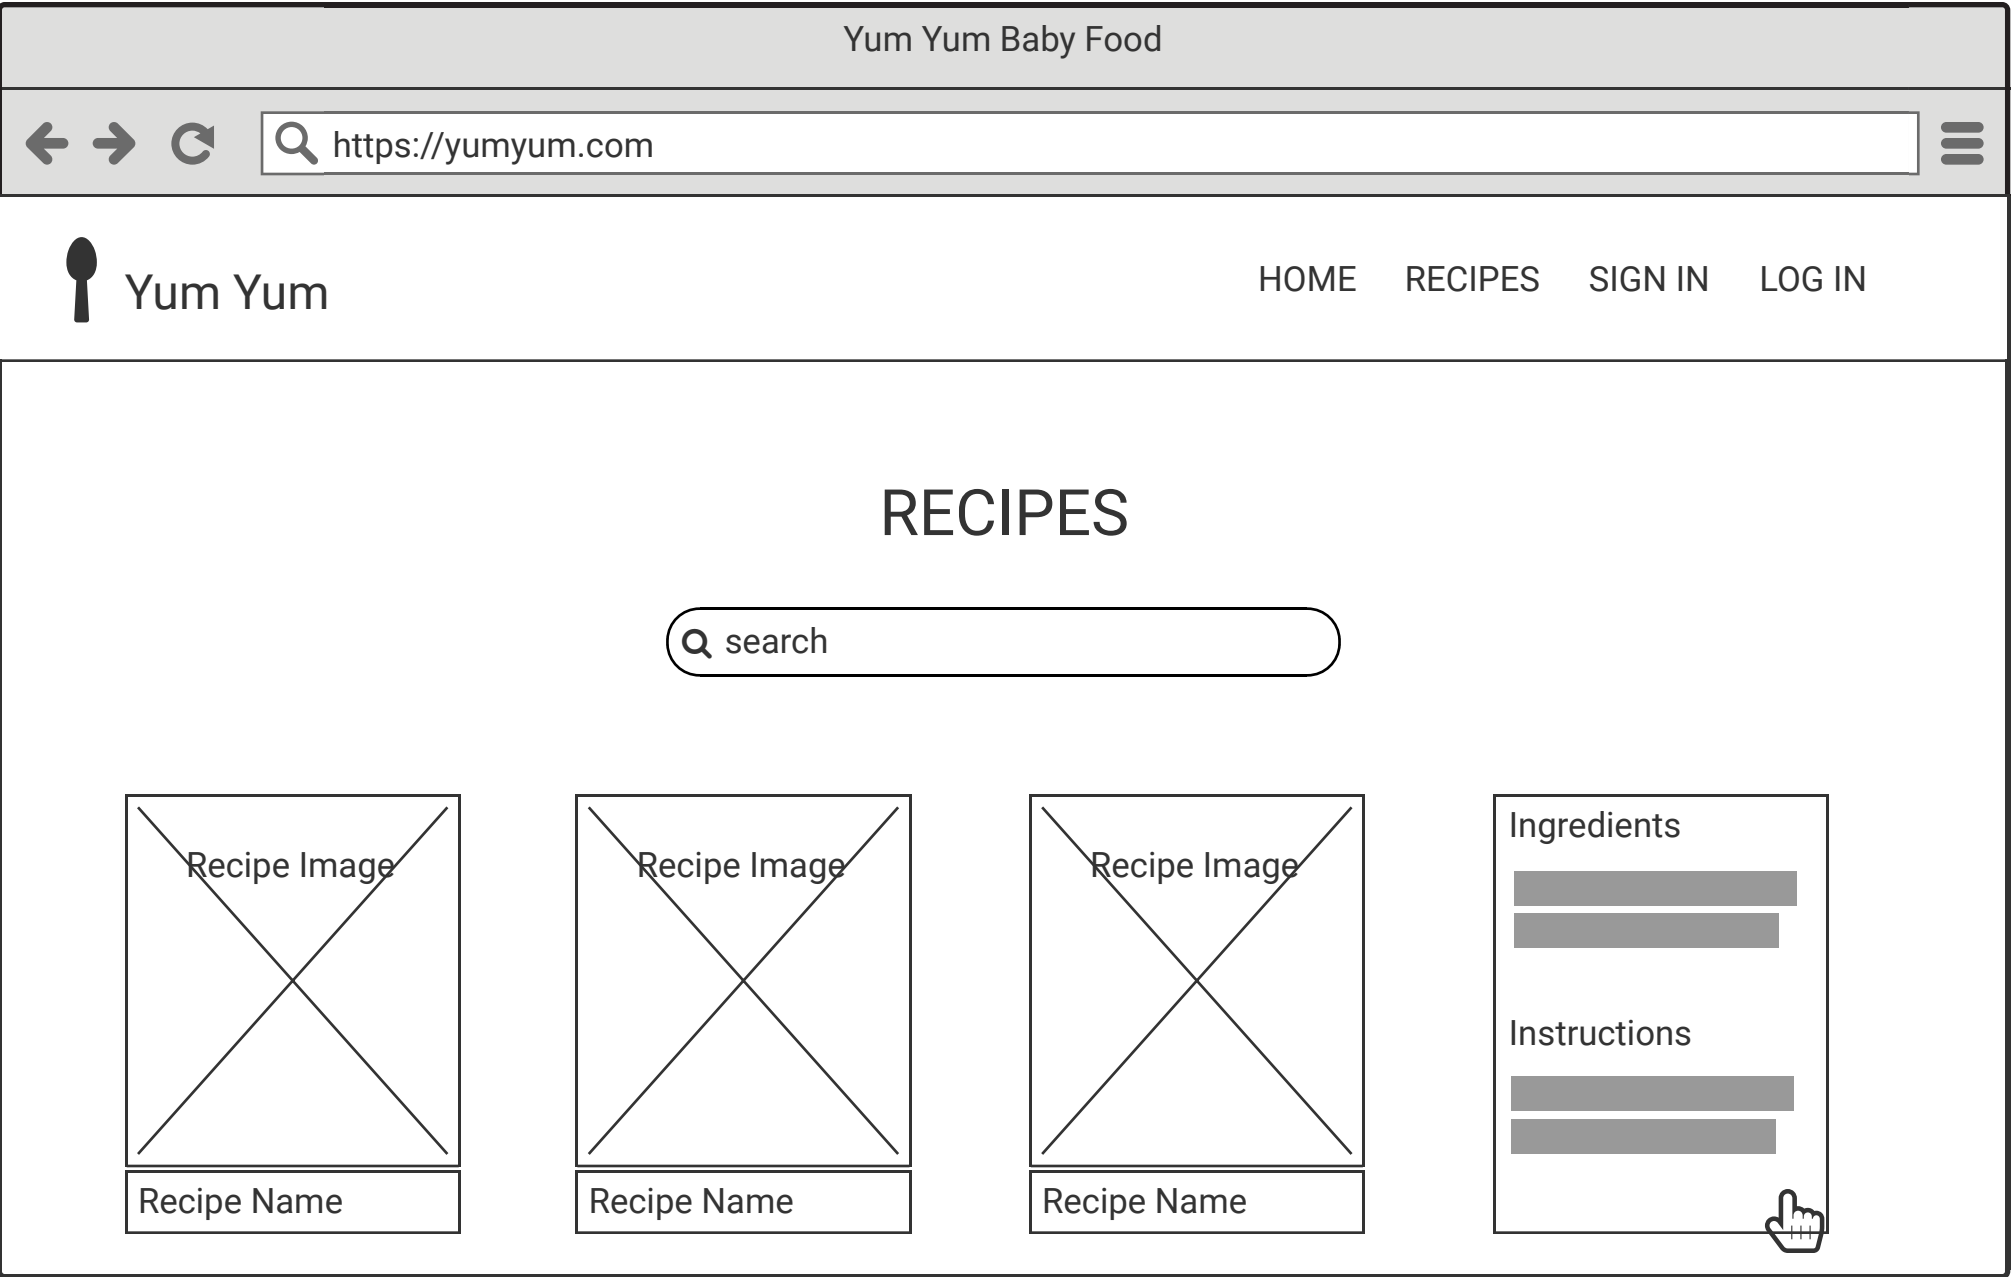 Yum Yum Baby Food
https://yumyum.com
Yum Yum
HOME RECIPES SIGN IN LOG IN
RECIPES
search
Recipe Image
Recipe Name
Recipe Image
Recipe Name
Recipe Image
Recipe Name
Ingredients
Instructions